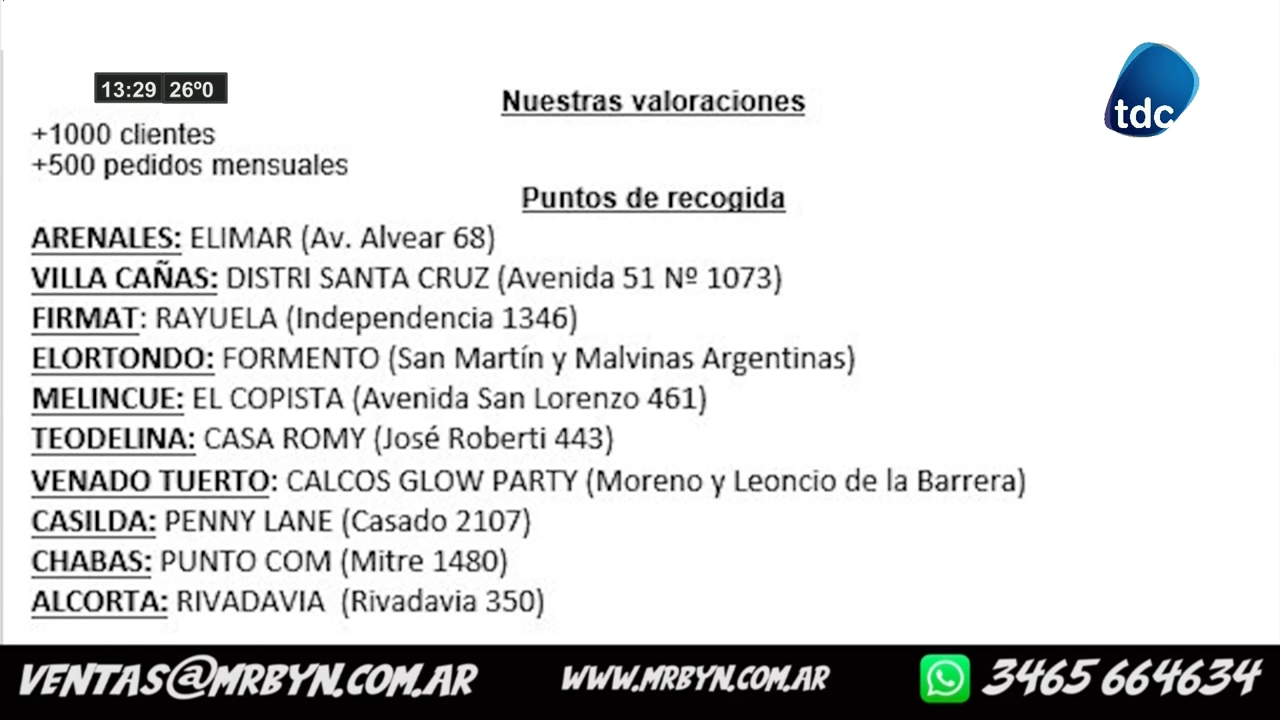 13:29 26º0
tdc
Nuestras valoraciones
+1000 clientes
+500 pedidos mensuales
Puntos de recogida
ARENALES: ELIMAR (Av. Alvear 68)
VILLA CAÑAS: DISTRI SANTA CRUZ (Avenida 51 Nº 1073)
FIRMAT: RAYUELA (Independencia 1346)
ELORTONDO: FORMENTO (San Martín y Malvinas Argentinas)
MELINCUE: EL COPISTA (Avenida San Lorenzo 461)
TEODELINA: CASA ROMY (José Roberti 443)
VENADO TUERTO: CALCOS GLOW PARTY (Moreno y Leoncio de la Barrera)
CASILDA: PENNY LANE (Casado 2107)
CHABAS: PUNTO COM (Mitre 1480)
ALCORTA: RIVADAVIA (Rivadavia 350)
VENTAS@MRBYN.COM.AR WWW.MRBYN.COM.AR 3465 664634